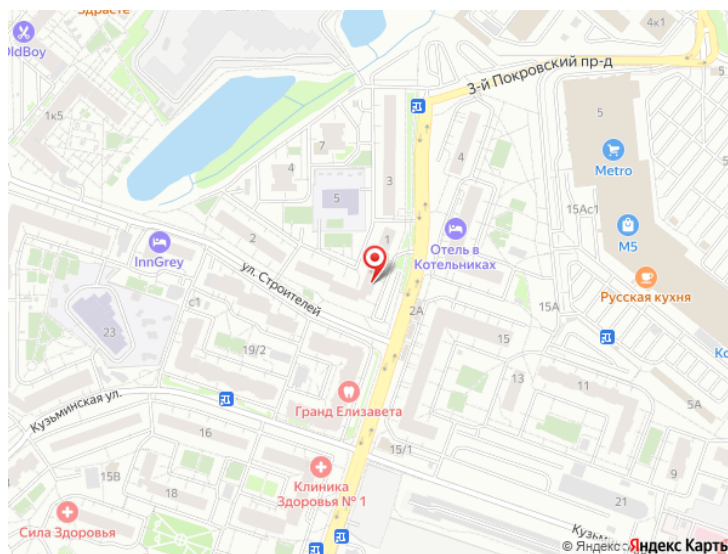 Здрасте
OldBoy
4к1
3-й Покровский пр-д
5
5
1к5
7
4
4
Metro
3
5
15Ас1
2
1
InnGrey
Отель в
Котельниках
М5
ул. Строителей
Русская кухня
с1
2А
15А
23
15
19/2
13
11
Гранд Елизавета
5А
Кузьминская ул.
16
15/1
15В
Клиника
Здоровья № 1
18
9
21
Сила Здоровья
© Яндекс
Яндекс Карты